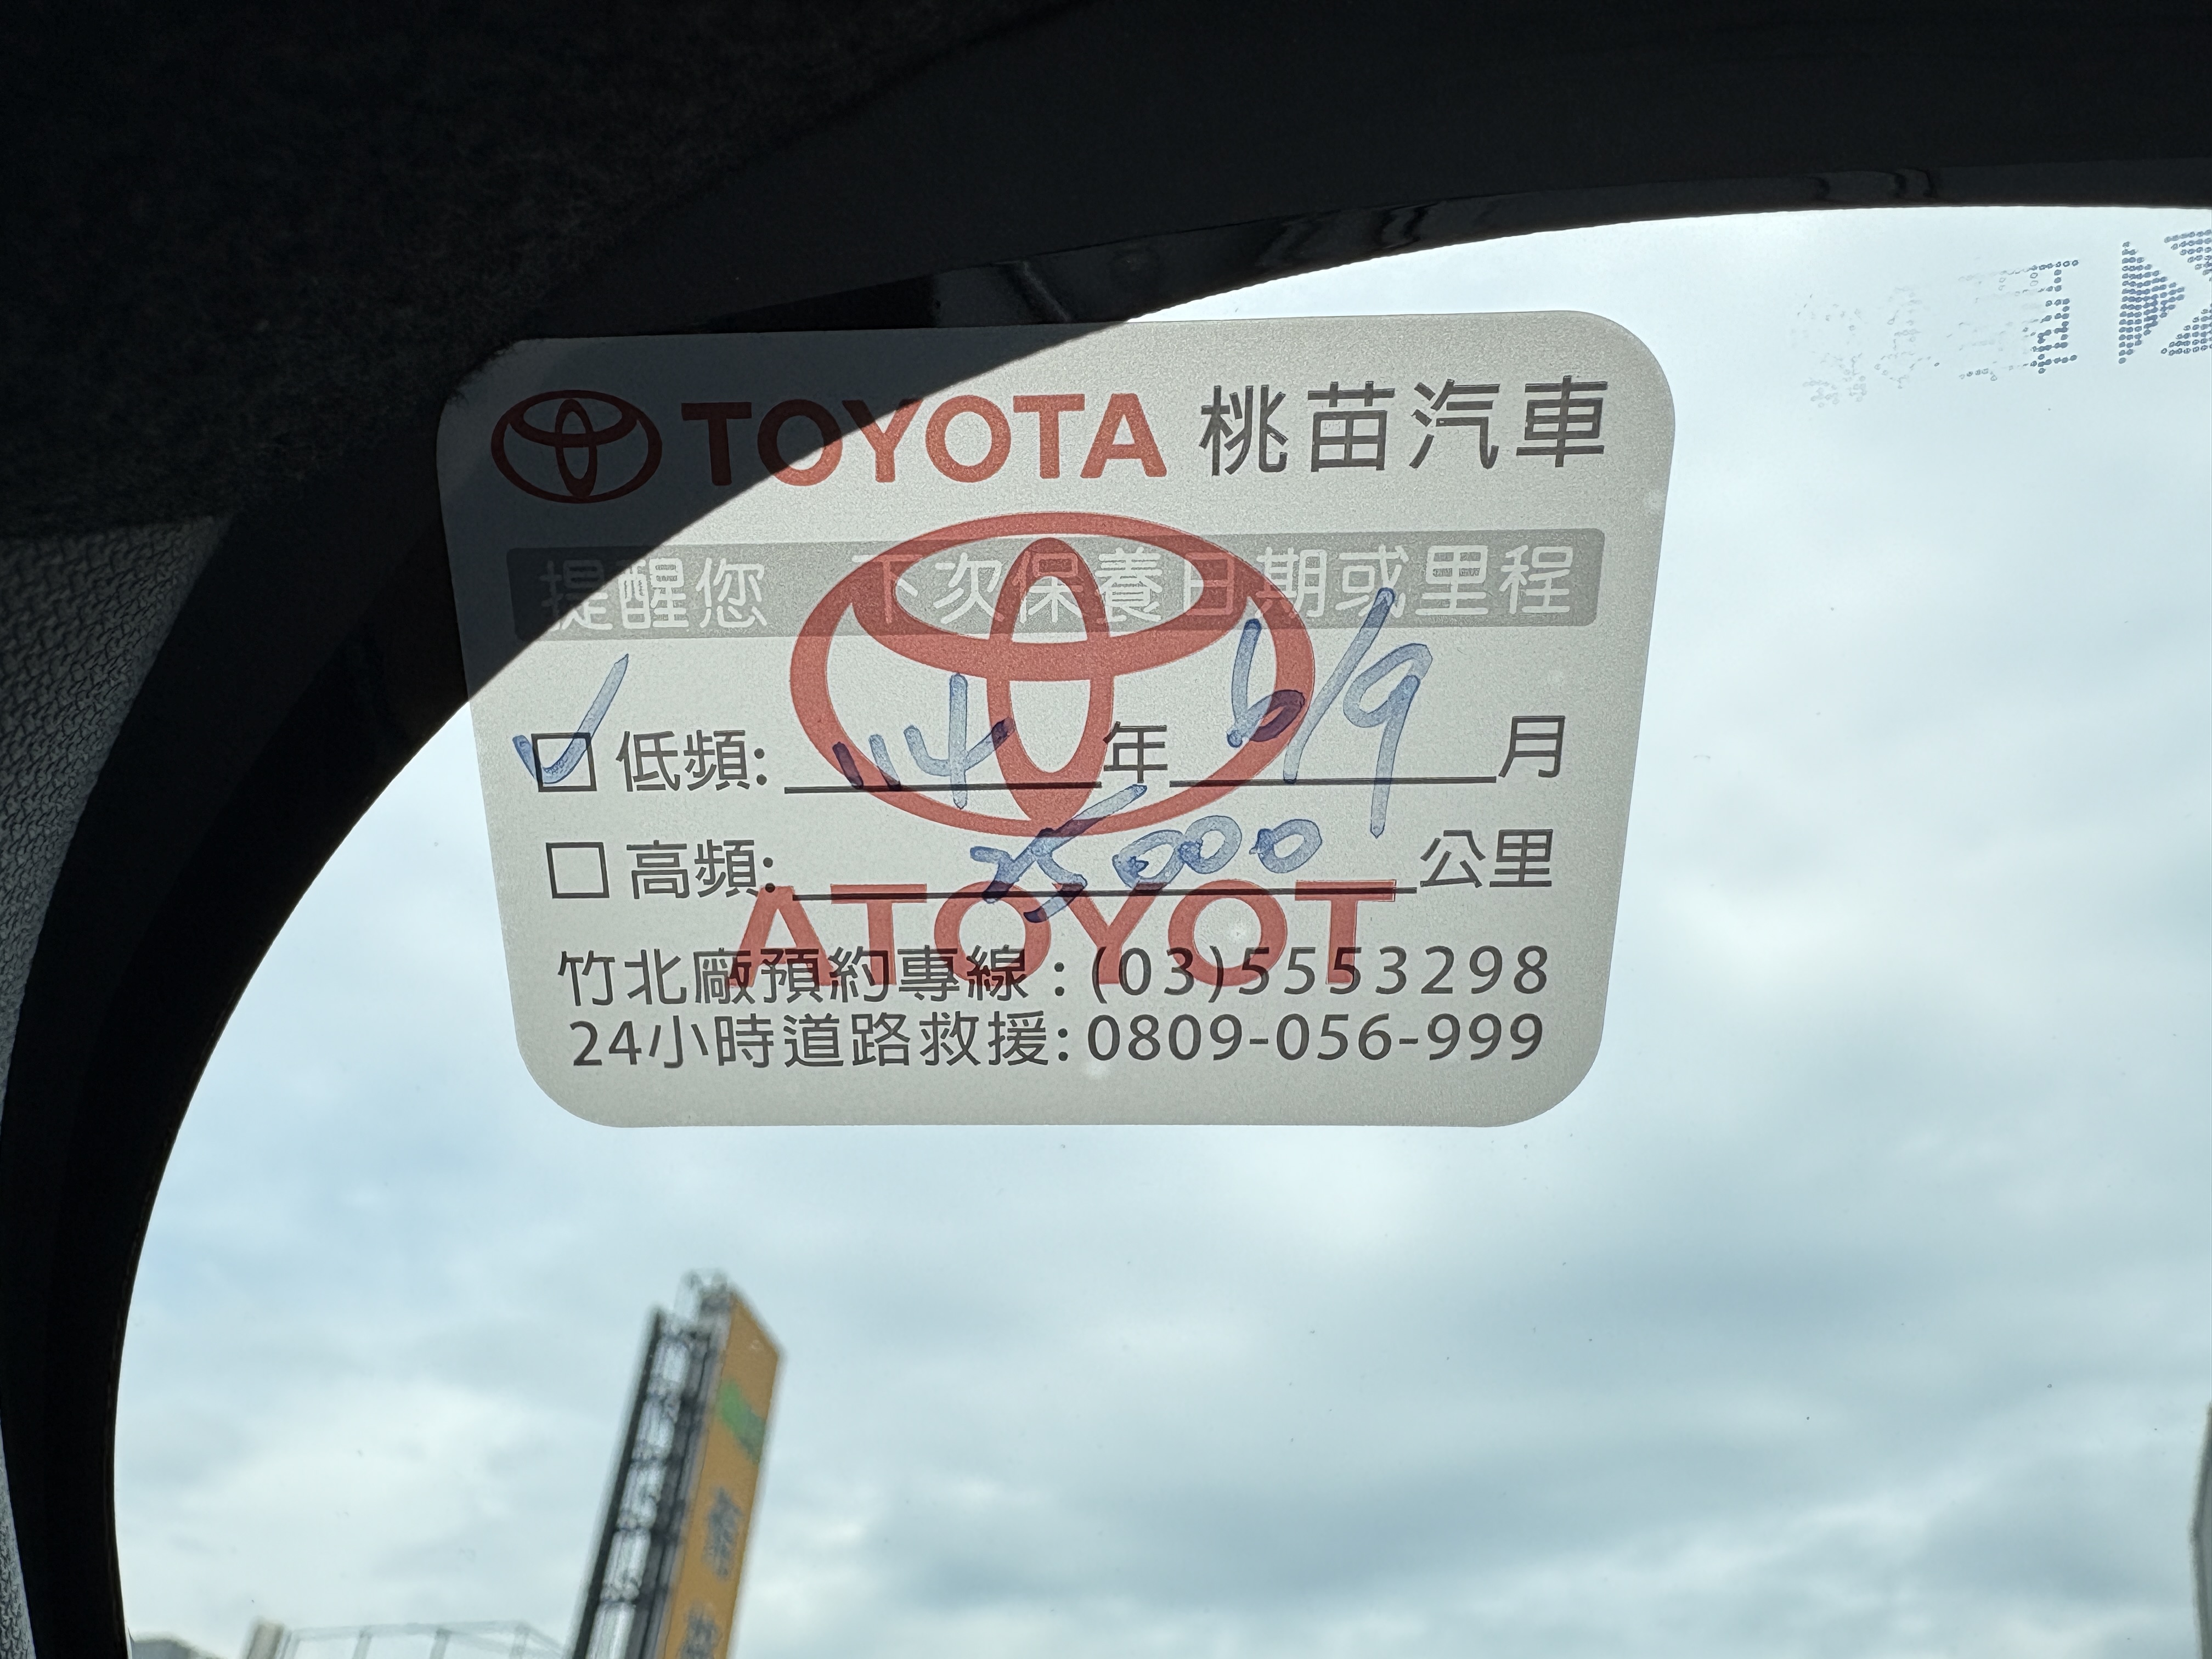 TOYOTA 桃苗汽車
提醒您 下次保養日期或里程
☑ 低頻: 114 年 6/9 月
☐ 高頻: 25,000 公里
ATOYOT
竹北廠預約專線:(03)5553298
24小時道路救援:0809-056-999